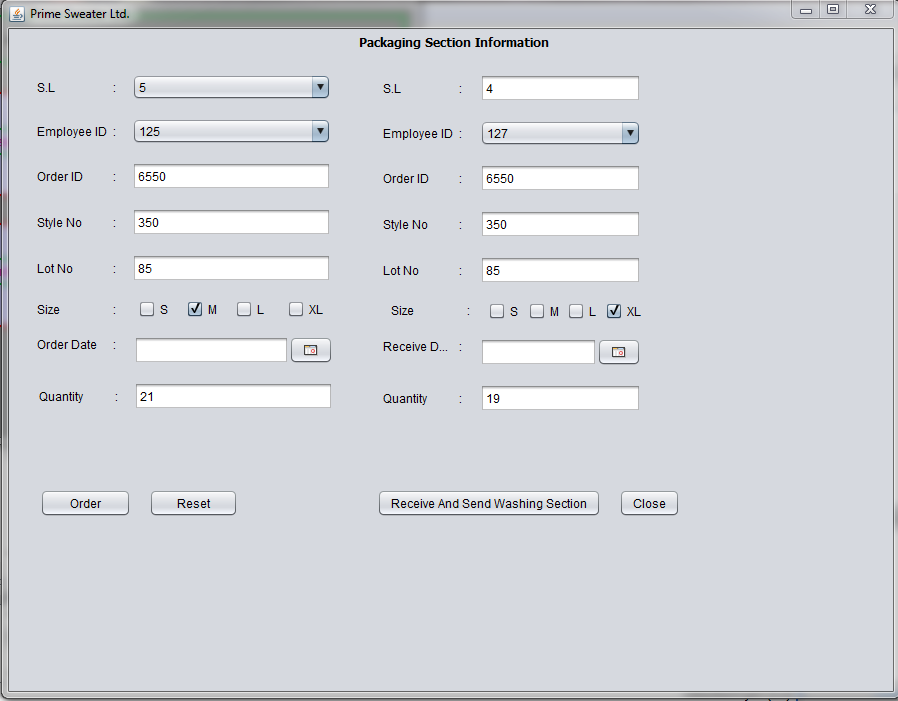 Prime Sweater Ltd.
Packaging Section Information
S.L : 5 S.L : 4
Employee ID : 125 Employee ID : 127
Order ID : 6550 Order ID : 6550
Style No : 350 Style No : 350
Lot No : 85 Lot No : 85
Size : S M L XL Size : S M L XL
Order Date : Receive D... :
Quantity : 21 Quantity : 19
Order Reset Receive And Send Washing Section Close